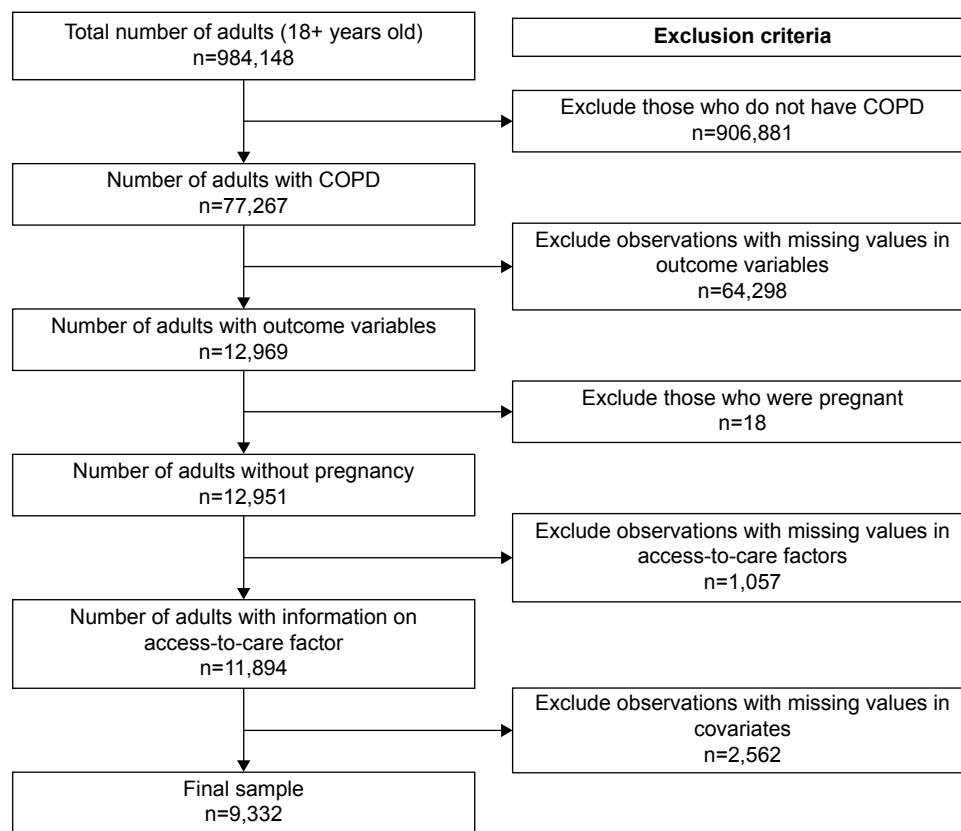 Total number of adults (18+ years old)
n=984,148
Exclusion criteria
Exclude those who do not have COPD
n=906,881
Number of adults with COPD
n=77,267
Exclude observations with missing values in
outcome variables
n=64,298
Number of adults with outcome variables
n=12,969
Exclude those who were pregnant
n=18
Number of adults without pregnancy
n=12,951
Exclude observations with missing values in
access-to-care factors
n=1,057
Number of adults with information on
access-to-care factor
n=11,894
Exclude observations with missing values in
covariates
n=2,562
Final sample
n=9,332